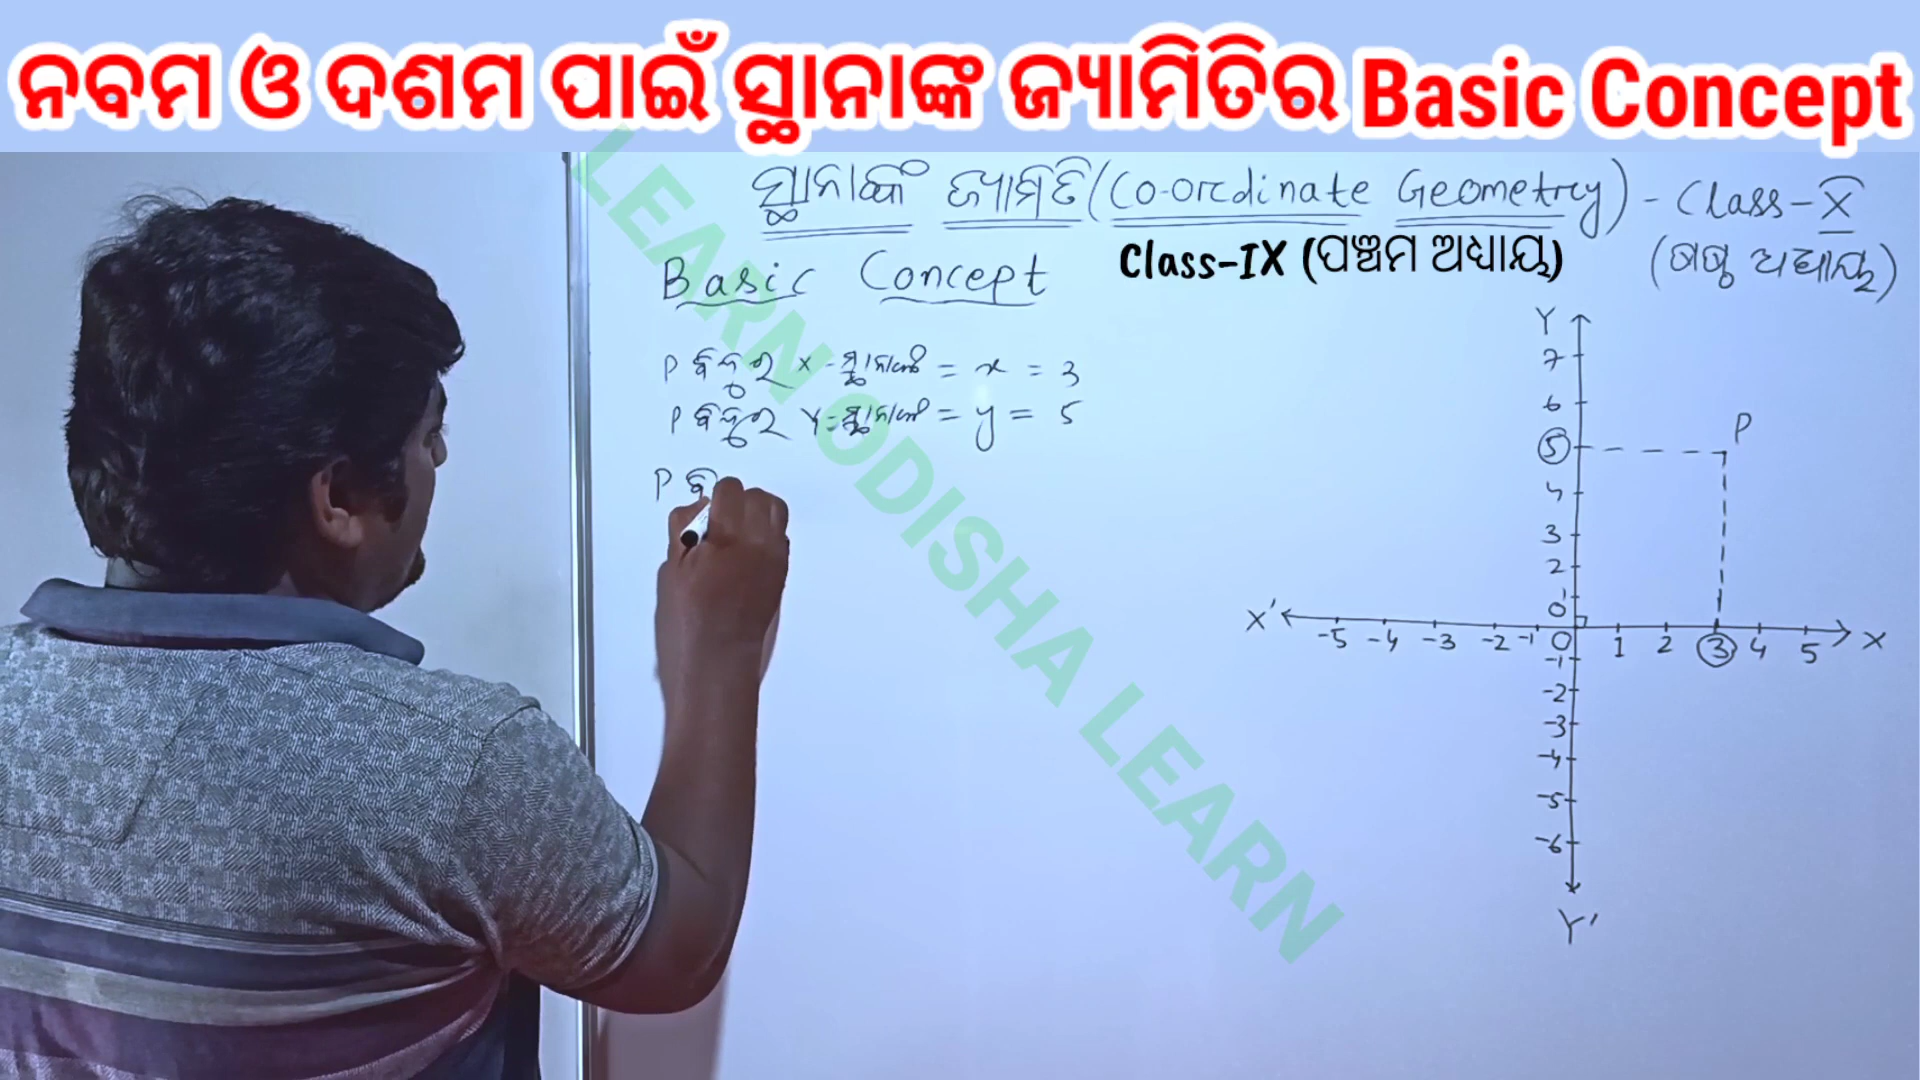 ନବମ ଓ ଦଶମ ପାଇଁ ସ୍ଥାନାଙ୍କ ଜ୍ୟାମିତିର Basic Concept
ସ୍ଥାନାଙ୍କ ଜ୍ୟାମିତି (Co-ordinate Geometry) - Class-X
Class-IX (ପଞ୍ଚମ ଅଧ୍ୟାୟ)
(ଷଷ୍ଠ ଅଧ୍ୟାୟ)
Basic Concept
P ବିନ୍ଦୁର X-ସ୍ଥାନାଙ୍କ = x = 3
P ବିନ୍ଦୁର Y-ସ୍ଥାନାଙ୍କ = y = 5
P ବି
Y
7
6
5
P
4
3
2
1
0
X' -5 -4 -3 -2 -1 0 1 2 3 4 5 X
-1
-2
-3
-4
-5
-6
Y'
LEARN ODISHA LEARN